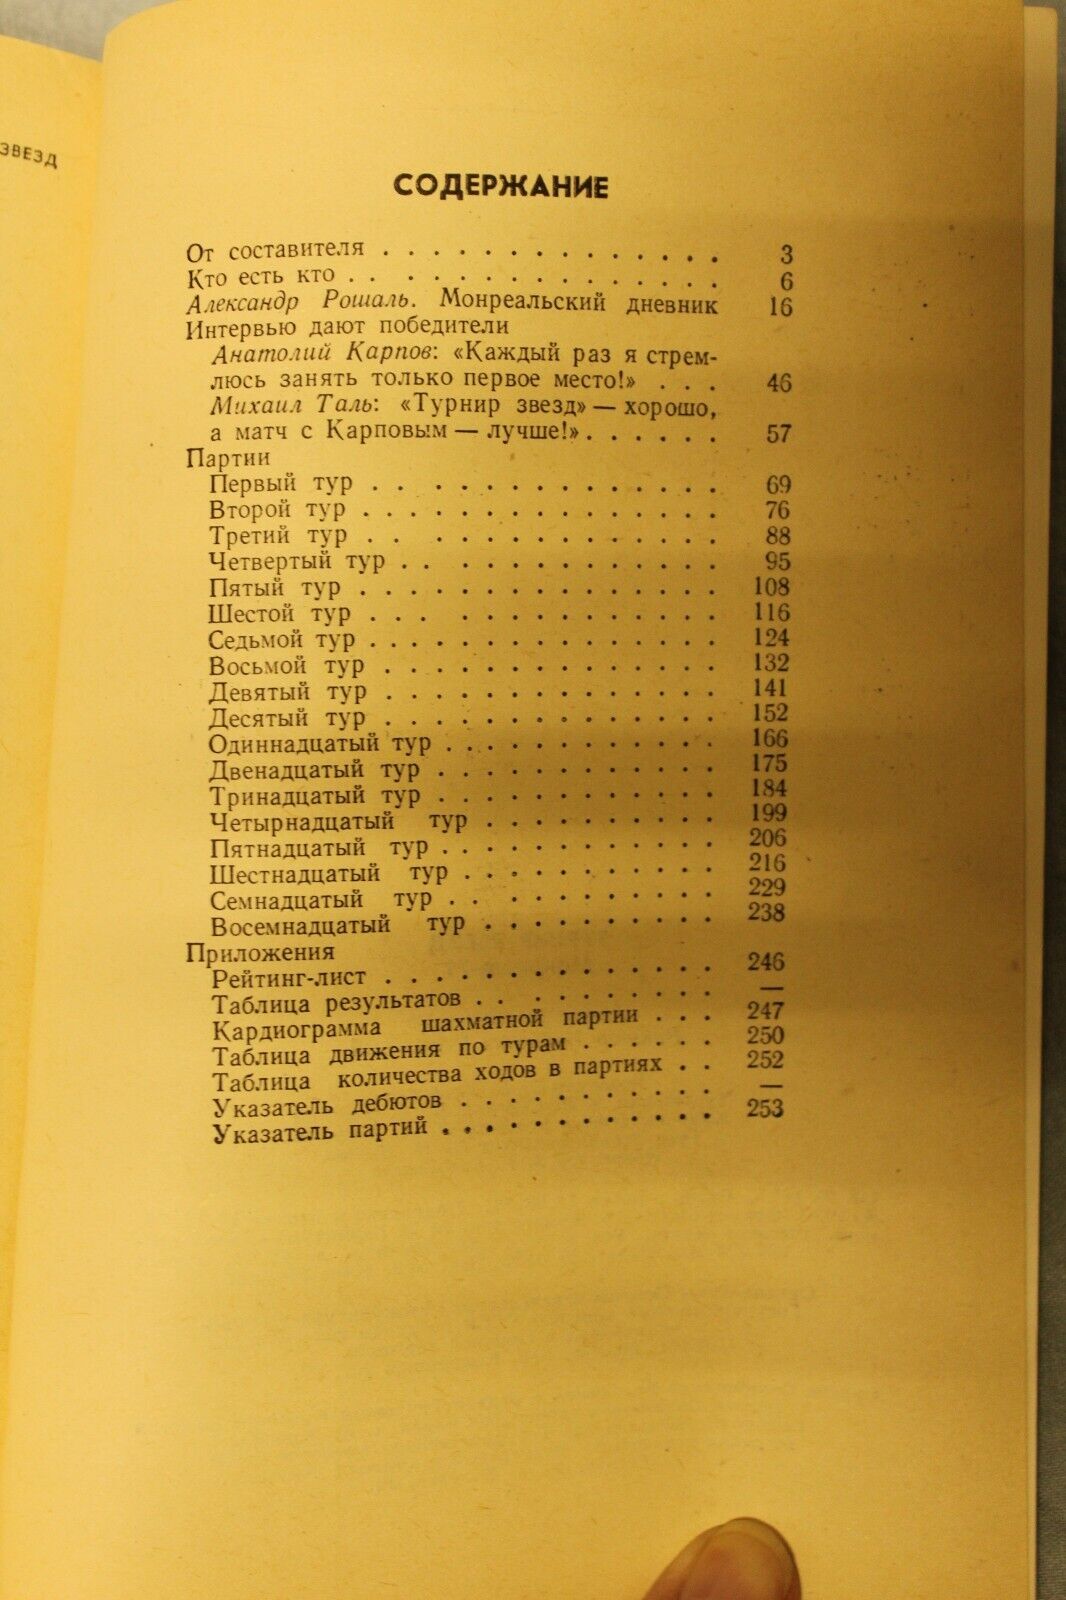 ЗВЕЗД
СОДЕРЖАНИЕ
От составителя . . . . . . . . . . . . . . 3
Кто есть кто . . . . . . . . . . . . . . 6
Александр Рошаль. Монреальский дневник 16
Интервью дают победители
Анатолий Карпов: «Каждый раз я стрем-
люсь занять только первое место!» . . . 46
Михаил Таль: «Турнир звезд» — хорошо,
а матч с Карповым — лучше!» . . . . . . 57
Партии
Первый тур . . . . . . . . . . . . . . 69
Второй тур . . . . . . . . . . . . . . 76
Третий тур . . . . . . . . . . . . . . 88
Четвертый тур . . . . . . . . . . . . . 95
Пятый тур . . . . . . . . . . . . . . 108
Шестой тур . . . . . . . . . . . . . . 116
Седьмой тур . . . . . . . . . . . . . . 124
Восьмой тур . . . . . . . . . . . . . 132
Девятый тур . . . . . . . . . . . . . 141
Десятый тур . . . . . . . . . . . . . 152
Одиннадцатый тур . . . . . . . . . . . 166
Двенадцатый тур . . . . . . . . . . . 175
Тринадцатый тур . . . . . . . . . . . 184
Четырнадцатый тур . . . . . . . . . . 199
Пятнадцатый тур . . . . . . . . . . . 206
Шестнадцатый тур . . . . . . . . . . 216
Семнадцатый тур . . . . . . . . . . . 229
Восемнадцатый тур . . . . . . . . . . 238
Приложения
Рейтинг-лист . . . . . . . . . . . . . 246
Таблица результатов . . . . . . . . . . —
Кардиограмма шахматной партии . . . 247
Таблица движения по турам . . . . . . 250
Таблица количества ходов в партиях . . 252
Указатель дебютов . . . . . . . . . . —
Указатель партий . . . . . . . . . . . 253